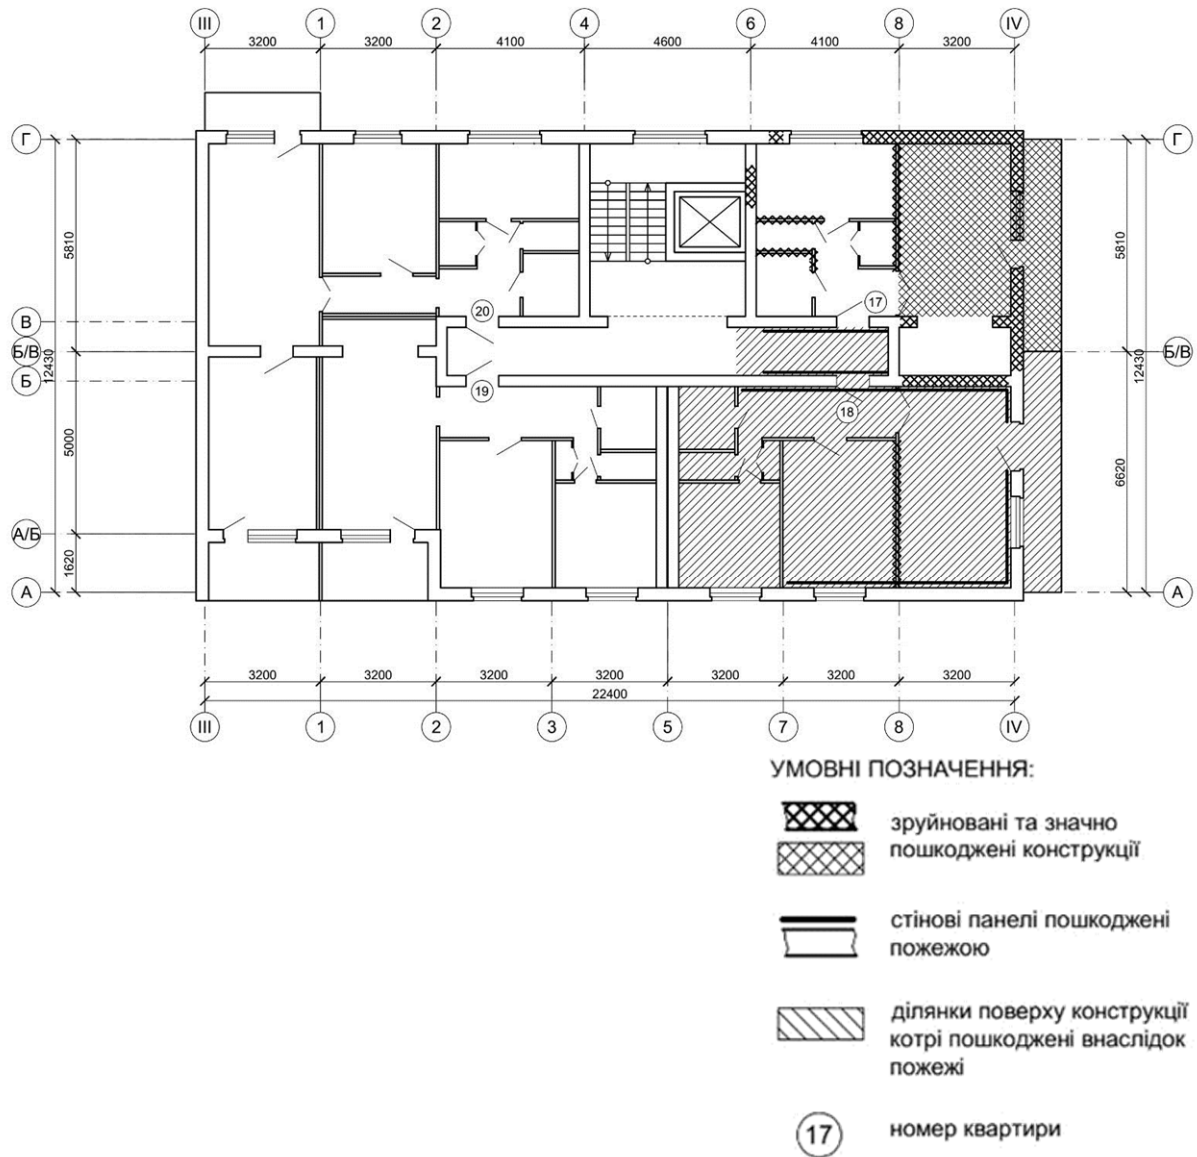 III 1 2 4 6 8 IV
3200 3200 4100 4600 4100 3200
Г Г
5810 5810
В
Б/В Б/В
12430 12430
Б
5000 6620
А/Б
1620
А А
20 17
19 18
3200 3200 3200 3200 3200 3200 3200
22400
III 1 2 3 5 7 8 IV
УМОВНІ ПОЗНАЧЕННЯ:
зруйновані та значно
пошкоджені конструкції
стінові панелі пошкоджені
пожежою
ділянки поверху конструкції
котрі пошкоджені внаслідок
пожежі
17 номер квартири